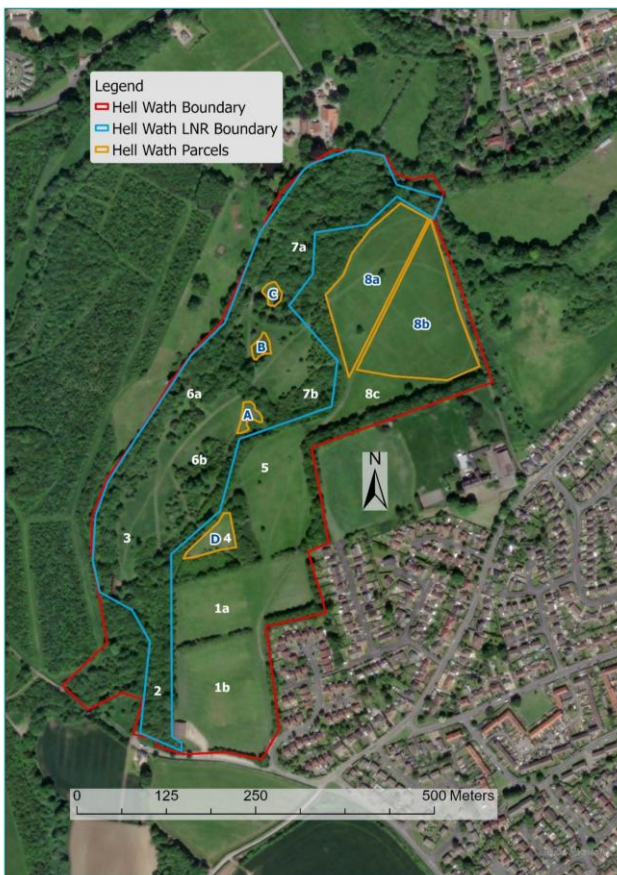 Legend
Hell Wath Boundary
Hell Wath LNR Boundary
Hell Wath Parcels
7a
8a
C
8b
B
6a
7b
8c
A
6b
5
N
3
D 4
1a
2
1b
0 125 250 500 Meters